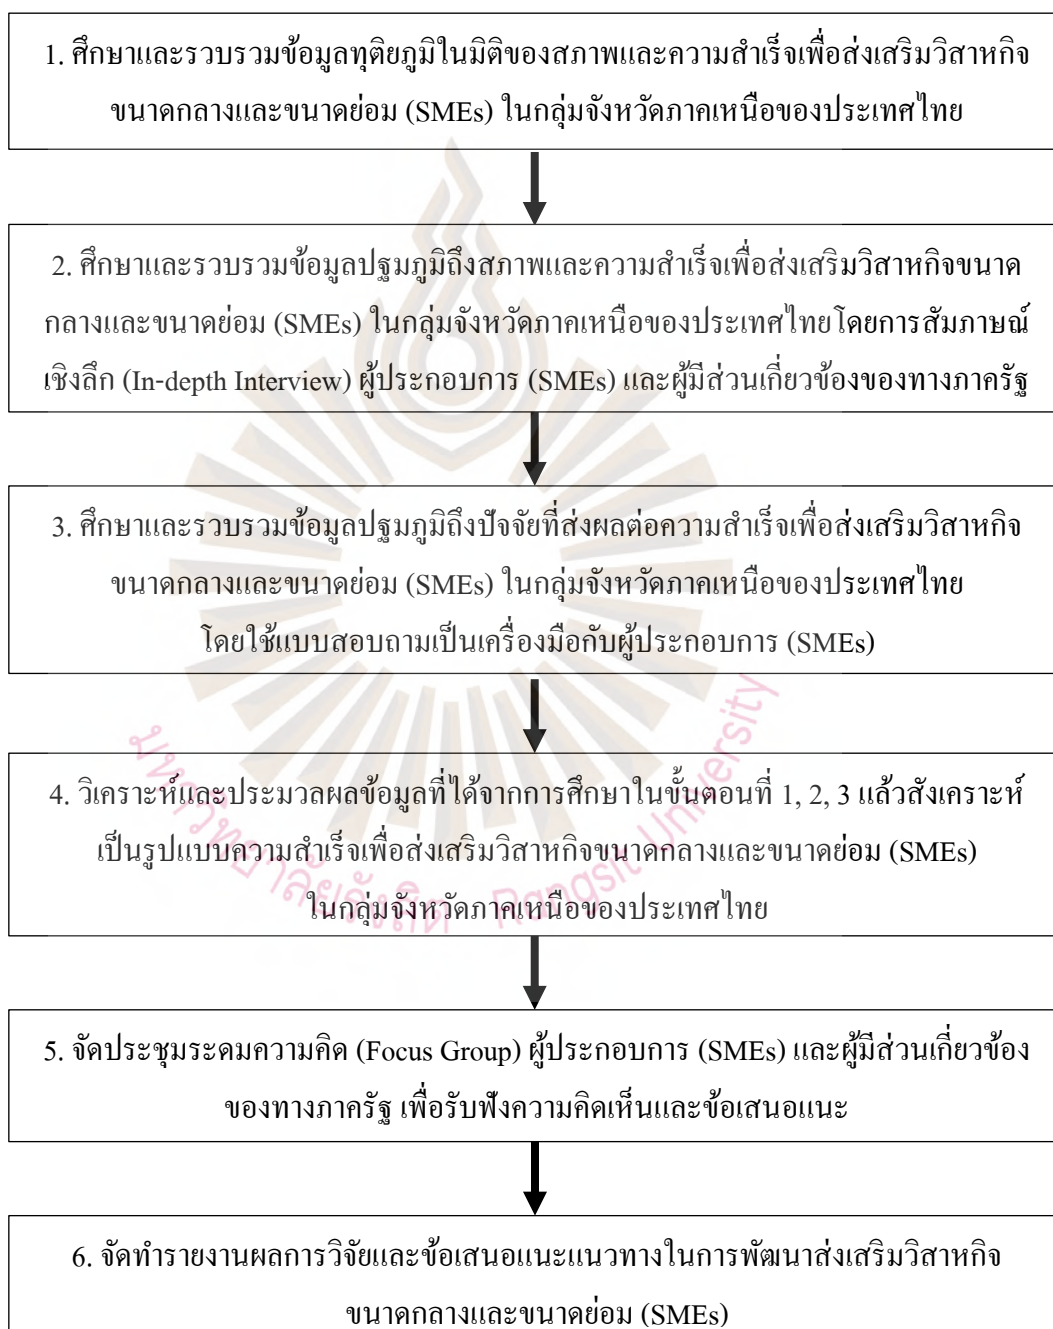 1. ศึกษาและรวบรวมข้อมูลทุติยภูมิในมิติของสภาพและความสำเร็จเพื่อส่งเสริมวิสาหกิจ
ขนาดกลางและขนาดย่อม (SMEs) ในกลุ่มจังหวัดภาคเหนือของประเทศไทย
2. ศึกษาและรวบรวมข้อมูลปฐมภูมิถึงสภาพและความสำเร็จเพื่อส่งเสริมวิสาหกิจขนาด
กลางและขนาดย่อม (SMEs) ในกลุ่มจังหวัดภาคเหนือของประเทศไทยโดยการสัมภาษณ์
เชิงลึก (In-depth Interview) ผู้ประกอบการ (SMEs) และผู้มีส่วนเกี่ยวข้องของทางภาครัฐ
3. ศึกษาและรวบรวมข้อมูลปฐมภูมิถึงปัจจัยที่ส่งผลต่อความสำเร็จเพื่อส่งเสริมวิสาหกิจ
ขนาดกลางและขนาดย่อม (SMEs) ในกลุ่มจังหวัดภาคเหนือของประเทศไทย
โดยใช้แบบสอบถามเป็นเครื่องมือกับผู้ประกอบการ (SMEs)
4. วิเคราะห์และประมวลผลข้อมูลที่ได้จากการศึกษาในขั้นตอนที่ 1, 2, 3 แล้วสังเคราะห์
เป็นรูปแบบความสำเร็จเพื่อส่งเสริมวิสาหกิจขนาดกลางและขนาดย่อม (SMEs)
ในกลุ่มจังหวัดภาคเหนือของประเทศไทย
มหาวิทยาลัยรังสิต Rangsit University
5. จัดประชุมระดมความคิด (Focus Group) ผู้ประกอบการ (SMEs) และผู้มีส่วนเกี่ยวข้อง
ของทางภาครัฐ เพื่อรับฟังความคิดเห็นและข้อเสนอแนะ
6. จัดทำรายงานผลการวิจัยและข้อเสนอแนะแนวทางในการพัฒนาส่งเสริมวิสาหกิจ
ขนาดกลางและขนาดย่อม (SMEs)